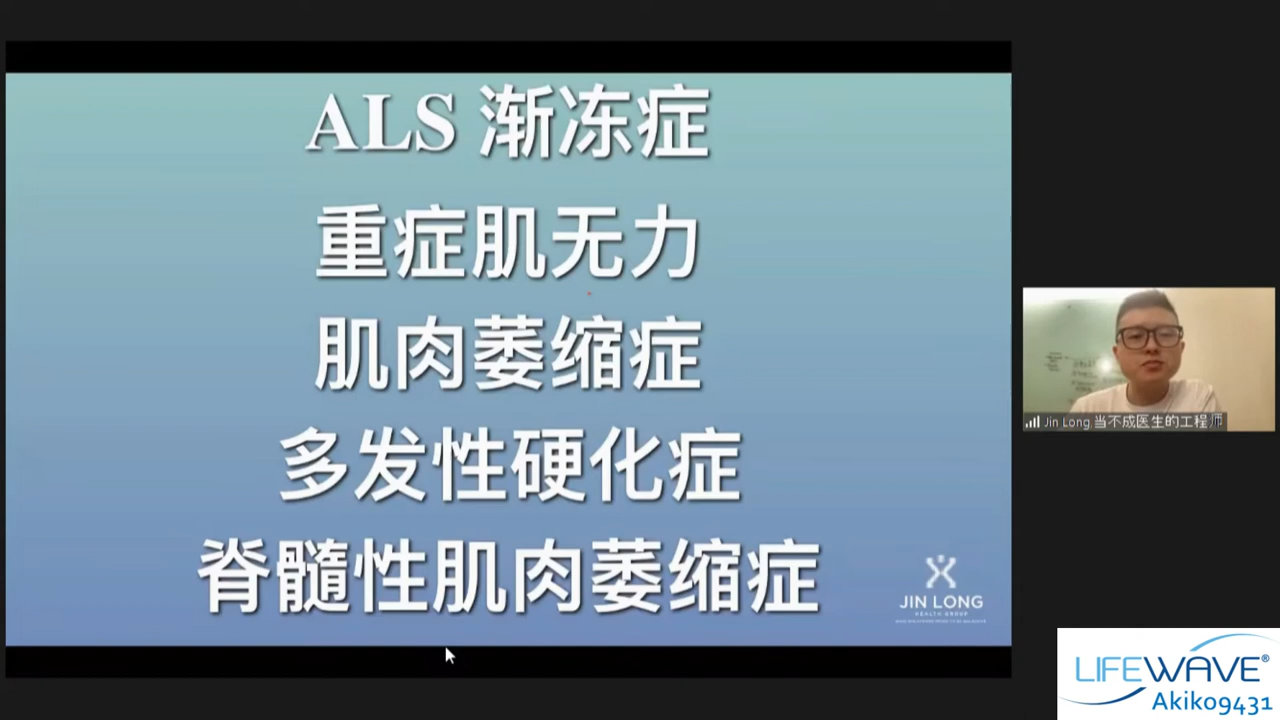 ALS 渐冻症
重症肌无力
肌肉萎缩症
多发性硬化症
脊髓性肌肉萎缩症
JIN LONG
HEALTH GROUP
Jin Long 当不成医生的工程师
LIFEWAVE®
Akiko9431